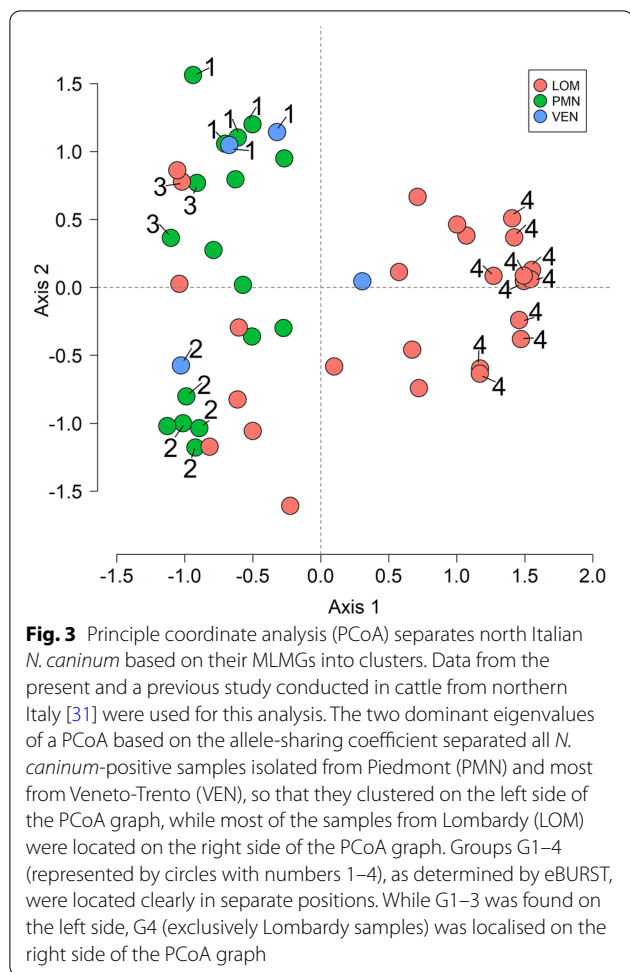 1.5
1.0
0.5
0.0
-0.5
-1.0
-1.5
Axis 2
1
1
1
1
1
3
3
3
2
2
2
2
2
4
4
4
4
4
4
4
4
4
4
LOM
PMN
VEN
-1.5 -1.0 -0.5 0.0 0.5 1.0 1.5 2.0
Axis 1
Fig. 3 Principle coordinate analysis (PCoA) separates north Italian
N. caninum based on their MLMGs into clusters. Data from the
present and a previous study conducted in cattle from northern
Italy [31] were used for this analysis. The two dominant eigenvalues
of a PCoA based on the allele-sharing coefficient separated all N.
caninum-positive samples isolated from Piedmont (PMN) and most
from Veneto-Trento (VEN), so that they clustered on the left side of
the PCoA graph, while most of the samples from Lombardy (LOM)
were located on the right side of the PCoA graph. Groups G1–4
(represented by circles with numbers 1–4), as determined by eBURST,
were located clearly in separate positions. While G1–3 was found on
the left side, G4 (exclusively Lombardy samples) was localised on the
right side of the PCoA graph